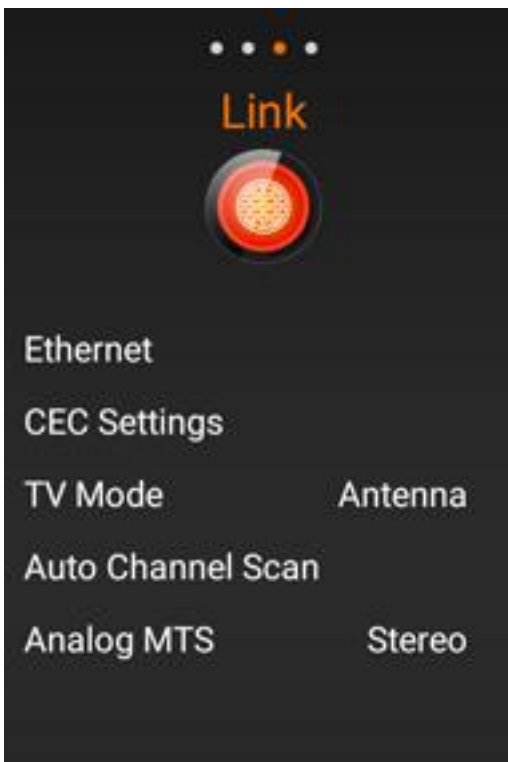 Link
Ethernet
CEC Settings
TV Mode Antenna
Auto Channel Scan
Analog MTS Stereo